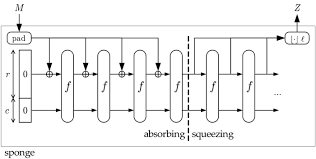 M Z
pad |·| ℓ
r 0 f f f f f f
c 0 ...
absorbing squeezing
sponge